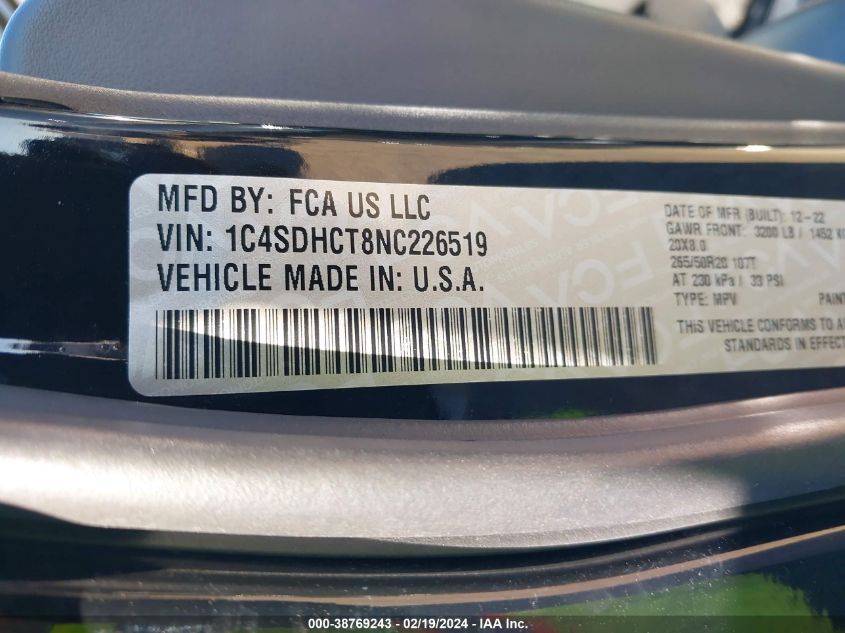 MFD BY: FCA US LLC
VIN: 1C4SDHCT8NC226519
VEHICLE MADE IN: U.S.A.
DATE OF MFR (BUILT): 12-22
GAWR FRONT: 3200 LB / 1452 KG
20X8.0
265/50R20 107T
AT 230 kPa / 33 PSI
TYPE: MPV PAINT
THIS VEHICLE CONFORMS TO A
STANDARDS IN EFFECT
000-38769243 - 02/19/2024 - IAA Inc.